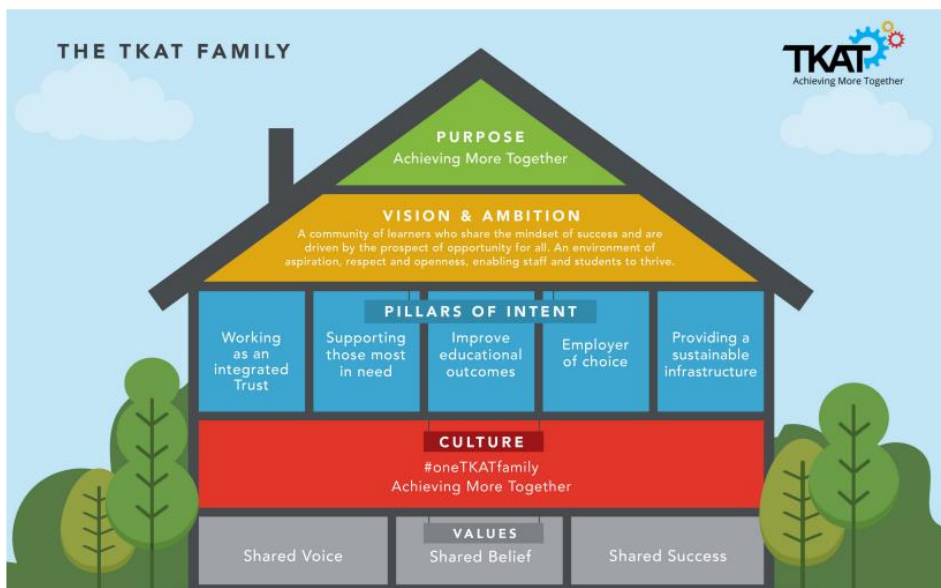 THE TKAT FAMILY
TKAT
Achieving More Together
PURPOSE
Achieving More Together
VISION & AMBITION
A community of learners who share the mindset of success and are
driven by the prospect of opportunity for all. An environment of
aspiration, respect and openness, enabling staff and students to thrive.
PILLARS OF INTENT
Working
as an
integrated
Trust
Supporting
those most
in need
Improve
educational
outcomes
Employer
of choice
Providing a
sustainable
infrastructure
CULTURE
#oneTKATfamily
Achieving More Together
VALUES
Shared Voice
Shared Belief
Shared Success